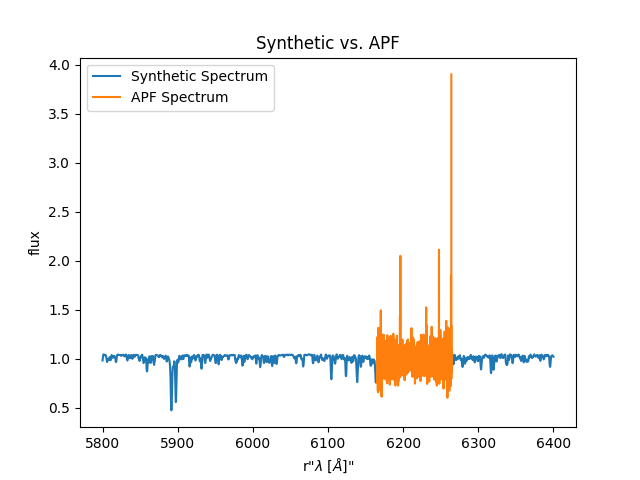 Synthetic vs. APF
Synthetic Spectrum
APF Spectrum
4.0
3.5
3.0
2.5
2.0
1.5
1.0
0.5
flux
5800 5900 6000 6100 6200 6300 6400
r"λ [Å]"